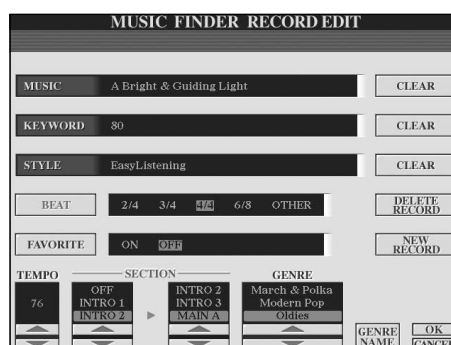 MUSIC FINDER RECORD EDIT
MUSIC A Bright & Guiding Light CLEAR
KEYWORD 80 CLEAR
STYLE EasyListening CLEAR
BEAT 2/4 3/4 4/4 6/8 OTHER DELETE RECORD
FAVORITE ON OFF NEW RECORD
TEMPO SECTION GENRE
76 OFF INTRO 2 March & Polka
INTRO 1 INTRO 3 Modern Pop
INTRO 2 MAIN A Oldies
GENRE NAME OK
CANCEL